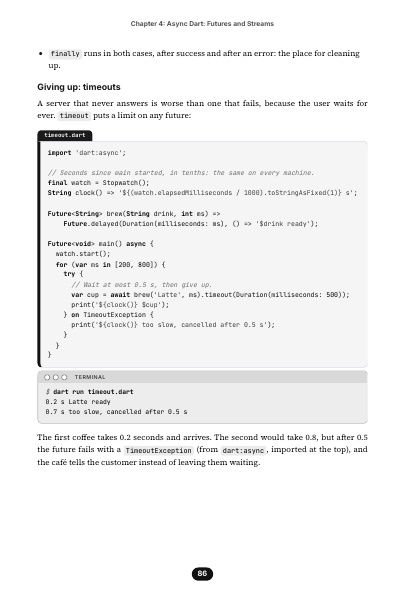 Chapter 4: Async Dart: Futures and Streams
• finally runs in both cases, after success and after an error: the place for cleaning
up.
Giving up: timeouts
A server that never answers is worse than one that fails, because the user waits for
ever. timeout puts a limit on any future:
timeout.dart
import 'dart:async';
// Seconds since main started, in tenths: the same on every machine.
final watch = Stopwatch();
String clock() => '${(watch.elapsedMilliseconds / 1000).toStringAsFixed(1)} s';
Future<String> brew(String drink, int ms) =>
    Future.delayed(Duration(milliseconds: ms), () => '$drink ready');
Future<void> main() async {
  watch.start();
  for (var ms in [200, 800]) {
    try {
      // Wait at most 0.5 s, then give up.
      var cup = await brew('Latte', ms).timeout(Duration(milliseconds: 500));
      print('${clock()} $cup');
    } on TimeoutException {
      print('${clock()} too slow, cancelled after 0.5 s');
    }
  }
}
TERMINAL
$ dart run timeout.dart
0.2 s Latte ready
0.7 s too slow, cancelled after 0.5 s
The first coffee takes 0.2 seconds and arrives. The second would take 0.8, but after 0.5
the future fails with a TimeoutException (from dart:async, imported at the top), and
the café tells the customer instead of leaving them waiting.
86